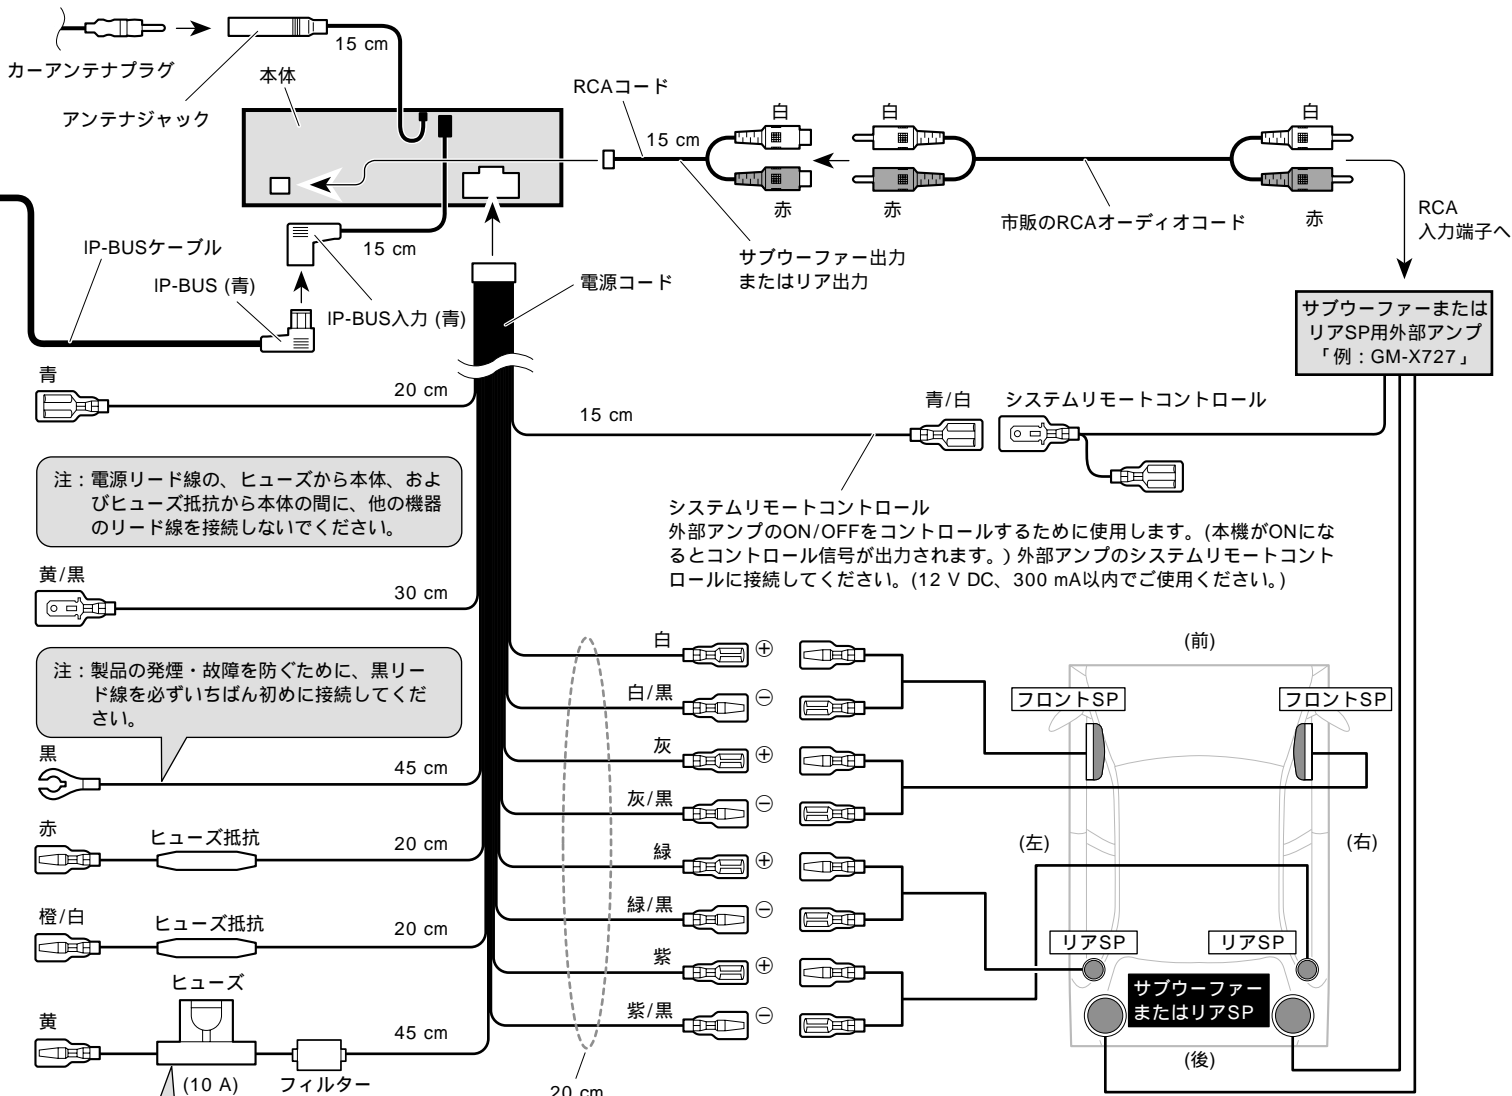 15 cm
カーアンテナプラグ
アンテナジャック
本体
RCAコード
15 cm
白
赤
白
赤
白
赤
市販のRCAオーディオコード
サブウーファー出力
またはリア出力
RCA
入力端子へ
IP-BUSケーブル
15 cm
IP-BUS (青)
IP-BUS入力 (青)
電源コード
サブウーファーまたは
リアSP用外部アンプ
「例：GM-X727」
青
20 cm
15 cm
青/白
システムリモートコントロール
注：電源リード線の、ヒューズから本体、およ
びヒューズ抵抗から本体の間に、他の機器
のリード線を接続しないでください。
システムリモートコントロール
外部アンプのON/OFFをコントロールするために使用します。(本機がONにな
るとコントロール信号が出力されます。) 外部アンプのシステムリモートコント
ロールに接続してください。(12 V DC、300 mA以内でご使用ください。)
黄/黒
30 cm
注：製品の発煙・故障を防ぐために、黒リー
ド線を必ずいちばん初めに接続してくだ
さい。
黒
45 cm
赤
ヒューズ抵抗
20 cm
橙/白
ヒューズ抵抗
20 cm
ヒューズ
黄
45 cm
(10 A)
フィルター
白
⊕
白/黒
⊖
灰
⊕
灰/黒
⊖
緑
⊕
緑/黒
⊖
紫
⊕
紫/黒
⊖
20 cm
(前)
フロントSP
フロントSP
(左)
(右)
リアSP
リアSP
サブウーファー
またはリアSP
(後)